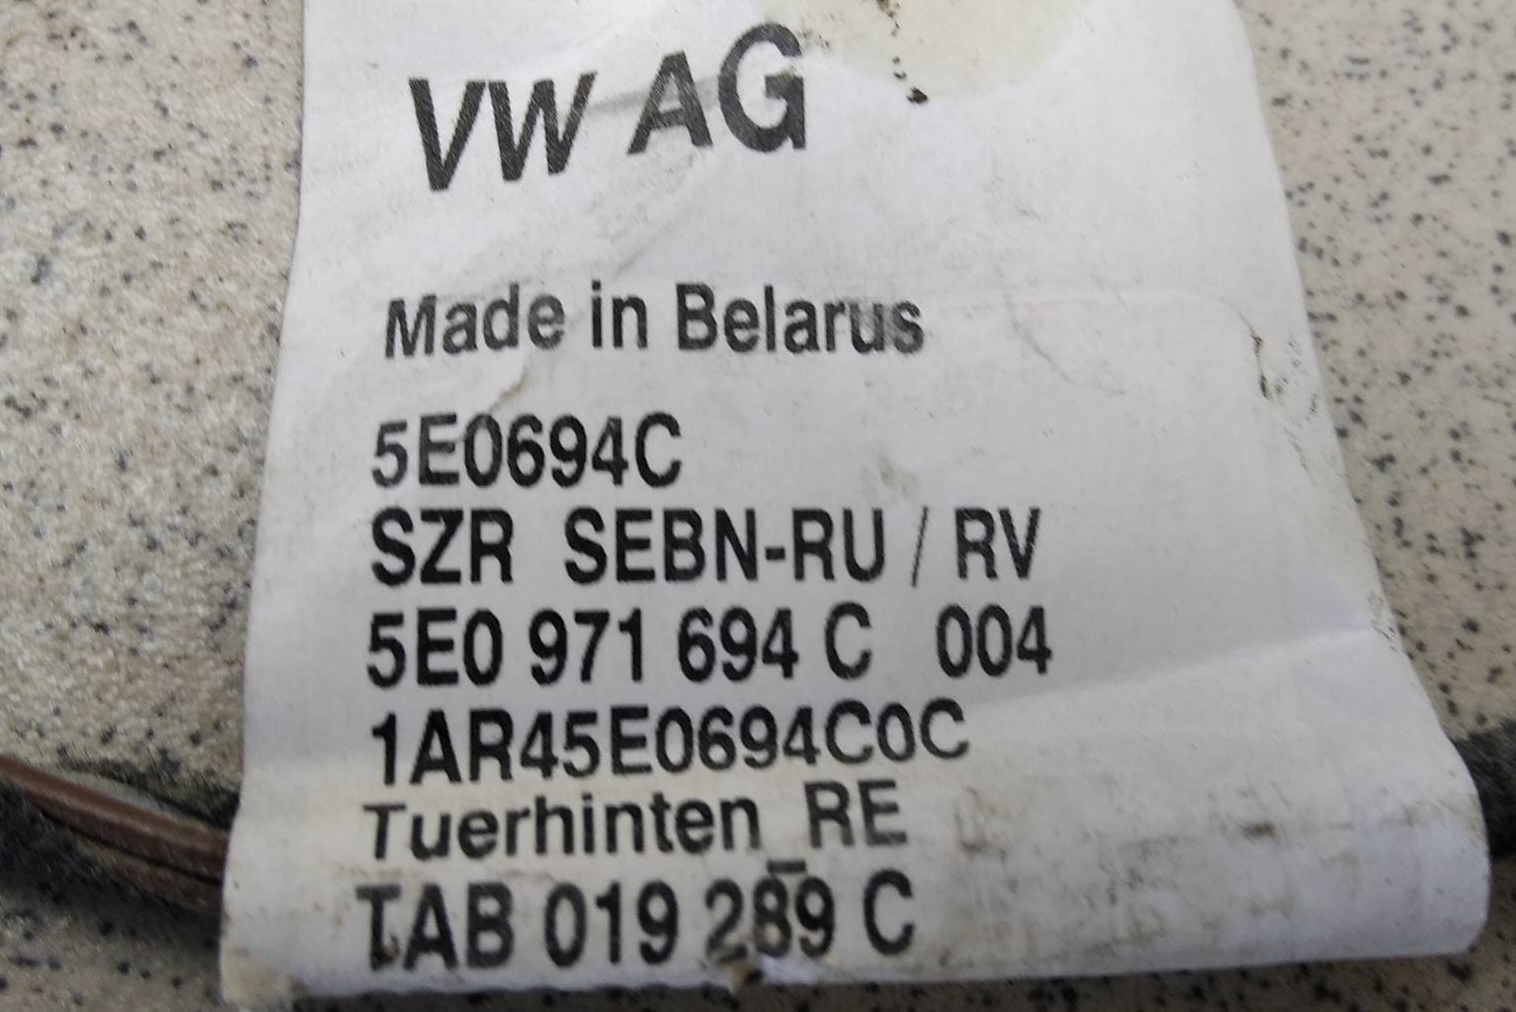 VW AG
Made in Belarus
5E0694C
SZR SEBN-RU / RV
5E0 971 694 C 004
1AR45E0694C0C
Tuerhinten_RE
TAB 019 289 C